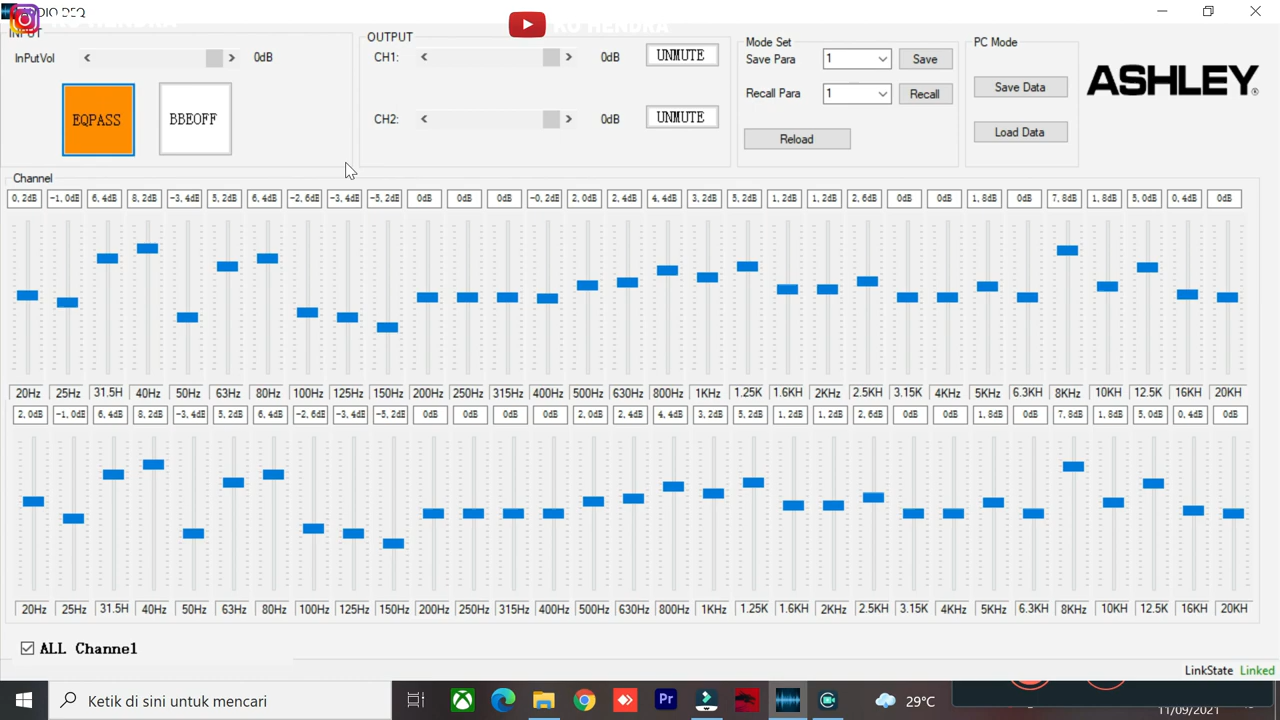 AUDIO DEQ
KO HENDRA
INPUT
InPutVol < > 0dB
EQPASS
BBEOFF
OUTPUT
CH1: < > 0dB UNMUTE
CH2: < > 0dB UNMUTE
Mode Set
Save Para 1 Save
Recall Para 1 Recall
Reload
PC Mode
Save Data
Load Data
ASHLEY®
Channel
0,2dB -1,0dB 6,4dB 8,2dB -3,4dB 5,2dB 6,4dB -2,6dB -3,4dB -5,2dB 0dB 0dB 0dB -0,2dB 2,0dB 2,4dB 4,4dB 3,2dB 5,2dB 1,2dB 1,2dB 2,6dB 0dB 0dB 1,8dB 0dB 7,8dB 1,8dB 5,0dB 0,4dB 0dB
20Hz 25Hz 31.5H 40Hz 50Hz 63Hz 80Hz 100Hz 125Hz 150Hz 200Hz 250Hz 315Hz 400Hz 500Hz 630Hz 800Hz 1KHz 1.25K 1.6KH 2KHz 2.5KH 3.15K 4KHz 5KHz 6.3KH 8KHz 10KH 12.5K 16KH 20KH
2,0dB -1,0dB 6,4dB 8,2dB -3,4dB 5,2dB 6,4dB -2,6dB -3,4dB -5,2dB 0dB 0dB 0dB 0dB 2,0dB 2,4dB 4,4dB 3,2dB 5,2dB 1,2dB 1,2dB 2,6dB 0dB 0dB 1,8dB 0dB 7,8dB 1,8dB 5,0dB 0,4dB 0dB
20Hz 25Hz 31.5H 40Hz 50Hz 63Hz 80Hz 100Hz 125Hz 150Hz 200Hz 250Hz 315Hz 400Hz 500Hz 630Hz 800Hz 1KHz 1.25K 1.6KH 2KHz 2.5KH 3.15K 4KHz 5KHz 6.3KH 8KHz 10KH 12.5K 16KH 20KH
ALL Channel
LinkState Linked
Ketik di sini untuk mencari
Pr
29°C
11/09/2021